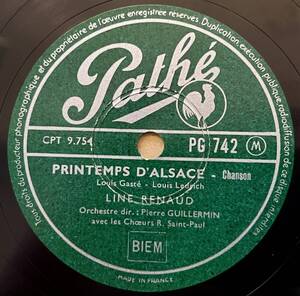 Tous droits du producteur phonographique et du propriétaire de l'œuvre enregistrée réservés. Duplication
radiodiffusion de ce disque interdites
Pathé
CPT 9.754
PG 742 M
PRINTEMPS D'ALSACE - Chanson
Louis Gasté - Louis Ledrich
LINE RENAUD
Orchestre dir.: Pierre GUILLERMIN
avec les Chœurs R. Saint-Paul
BIEM
MADE IN FRANCE